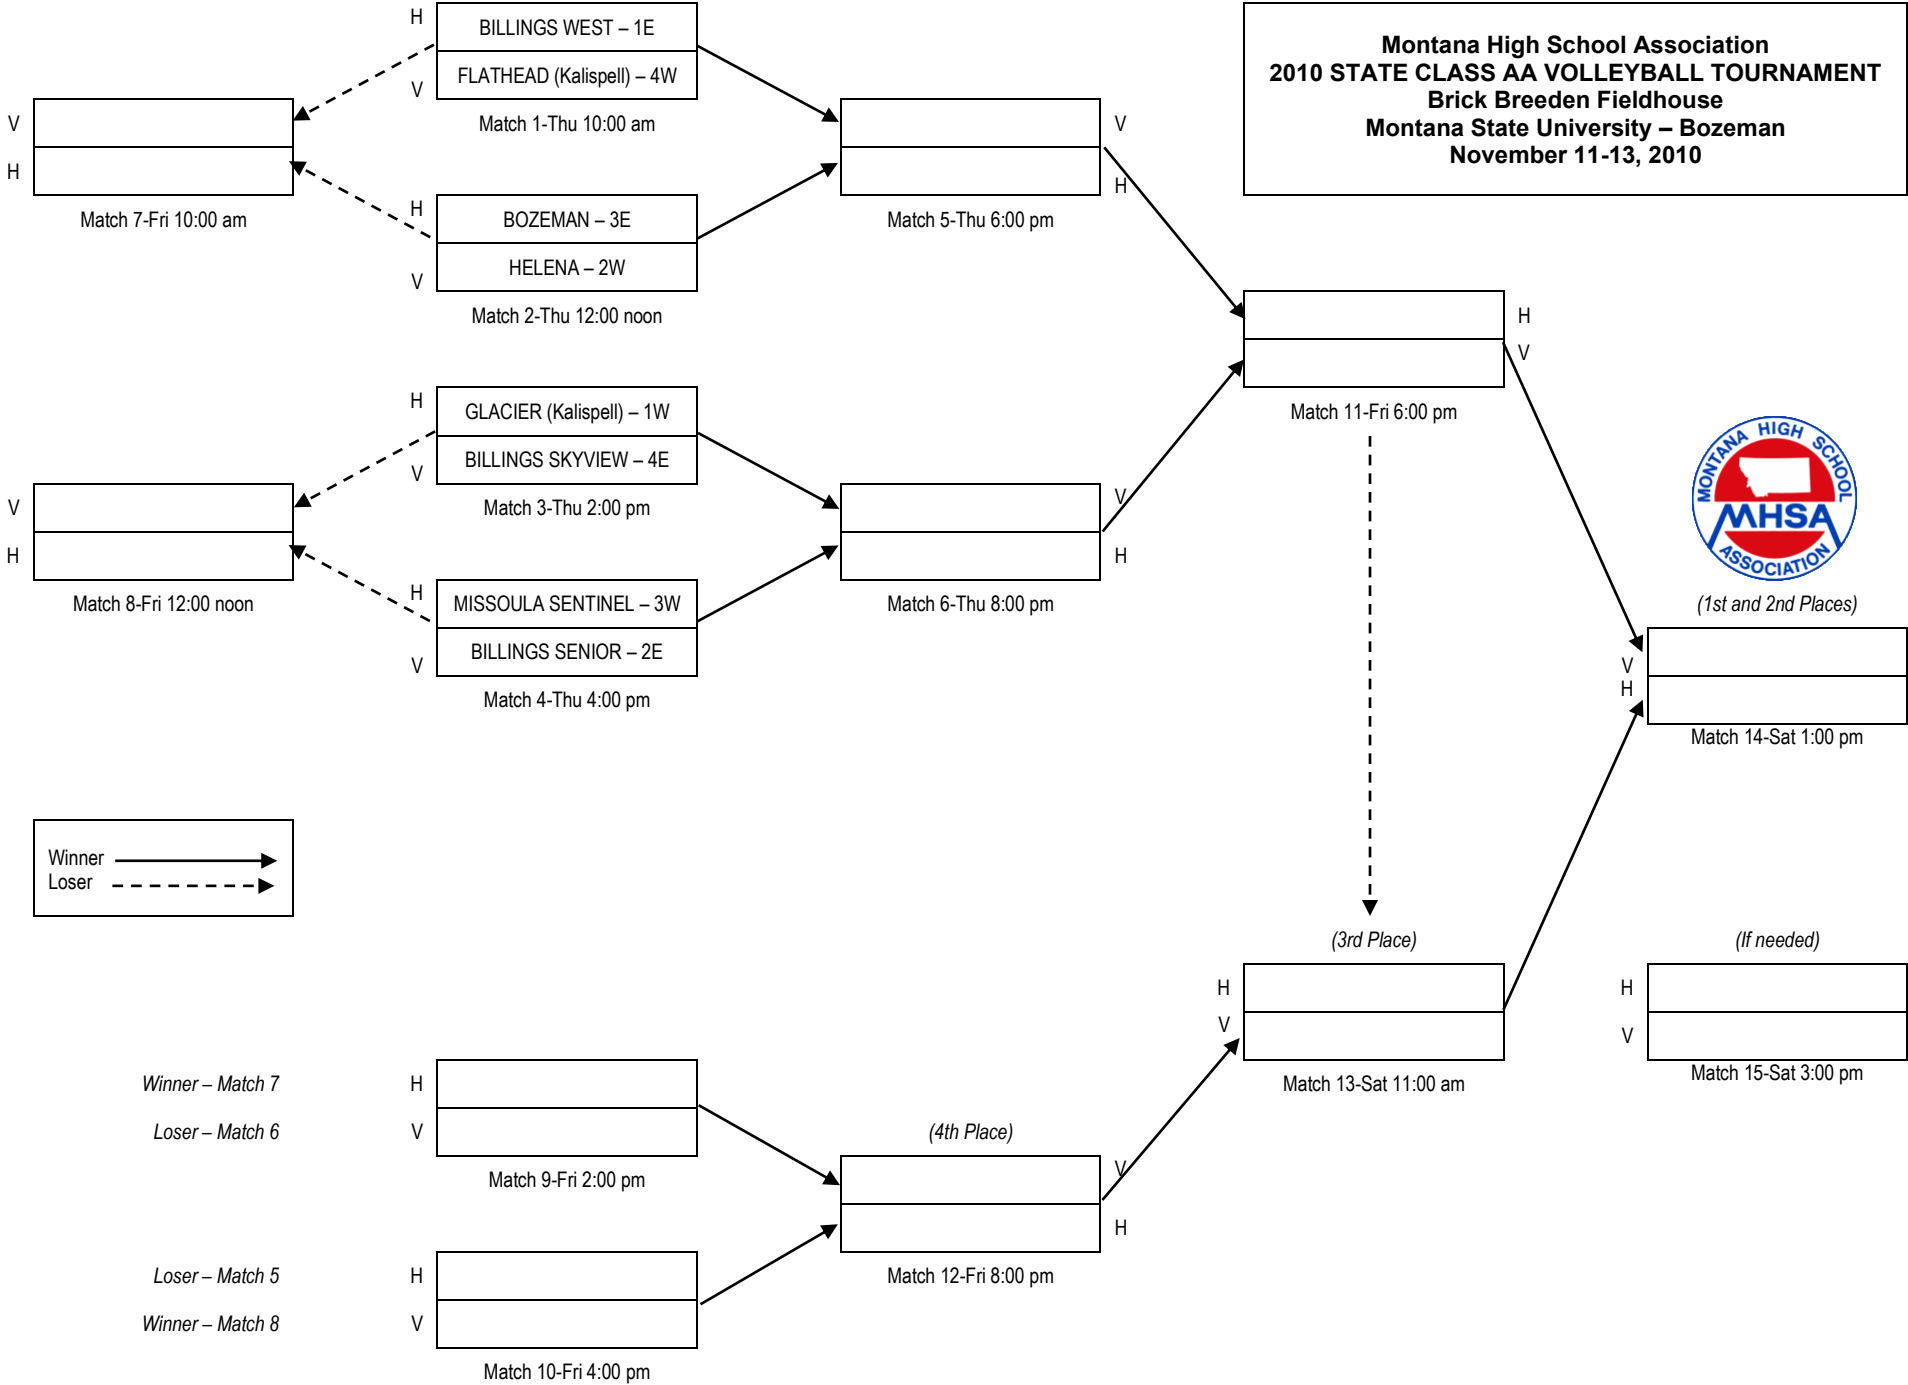 Montana High School Association
2010 STATE CLASS AA VOLLEYBALL TOURNAMENT
Brick Breeden Fieldhouse
Montana State University – Bozeman
November 11-13, 2010
H
BILLINGS WEST – 1E
FLATHEAD (Kalispell) – 4W
V
Match 1-Thu 10:00 am
V
H
Match 7-Fri 10:00 am
H
BOZEMAN – 3E
HELENA – 2W
V
Match 2-Thu 12:00 noon
V
H
Match 5-Thu 6:00 pm
H
GLACIER (Kalispell) – 1W
BILLINGS SKYVIEW – 4E
V
Match 3-Thu 2:00 pm
V
H
Match 8-Fri 12:00 noon
H
MISSOULA SENTINEL – 3W
BILLINGS SENIOR – 2E
V
Match 4-Thu 4:00 pm
V
H
Match 6-Thu 8:00 pm
H
V
Match 11-Fri 6:00 pm
MONTANA HIGH SCHOOL
MHSA
ASSOCIATION
(1st and 2nd Places)
V
H
Match 14-Sat 1:00 pm
Winner
Loser
(3rd Place)
H
V
Match 13-Sat 11:00 am
(If needed)
H
V
Match 15-Sat 3:00 pm
Winner – Match 7
H
Loser – Match 6
V
Match 9-Fri 2:00 pm
(4th Place)
V
H
Match 12-Fri 8:00 pm
Loser – Match 5
H
Winner – Match 8
V
Match 10-Fri 4:00 pm